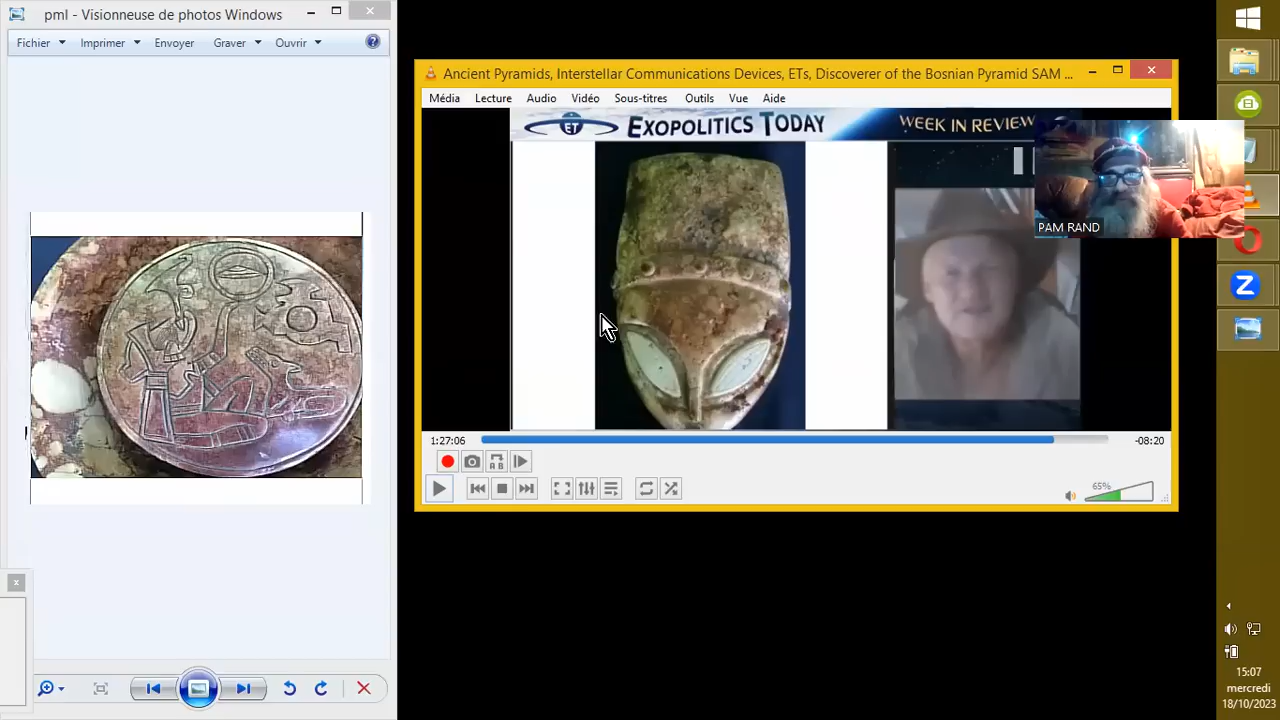 pml - Visionneuse de photos Windows
Fichier Imprimer Envoyer Graver Ouvrir
Ancient Pyramids, Interstellar Communications Devices, ETs, Discoverer of the Bosnian Pyramid SAM ...
Média Lecture Audio Vidéo Sous-titres Outils Vue Aide
ET EXOPOLITICS TODAY WEEK IN REVIEW
PAM RAND
1:27:06 -08:20
65%
15:07
mercredi
18/10/2023